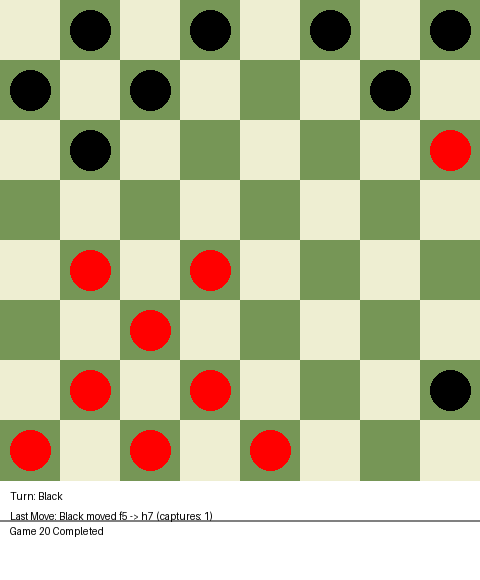 Turn: Black
Last Move: Black moved f5 -> h7 (captures: 1)
Game 20 Completed